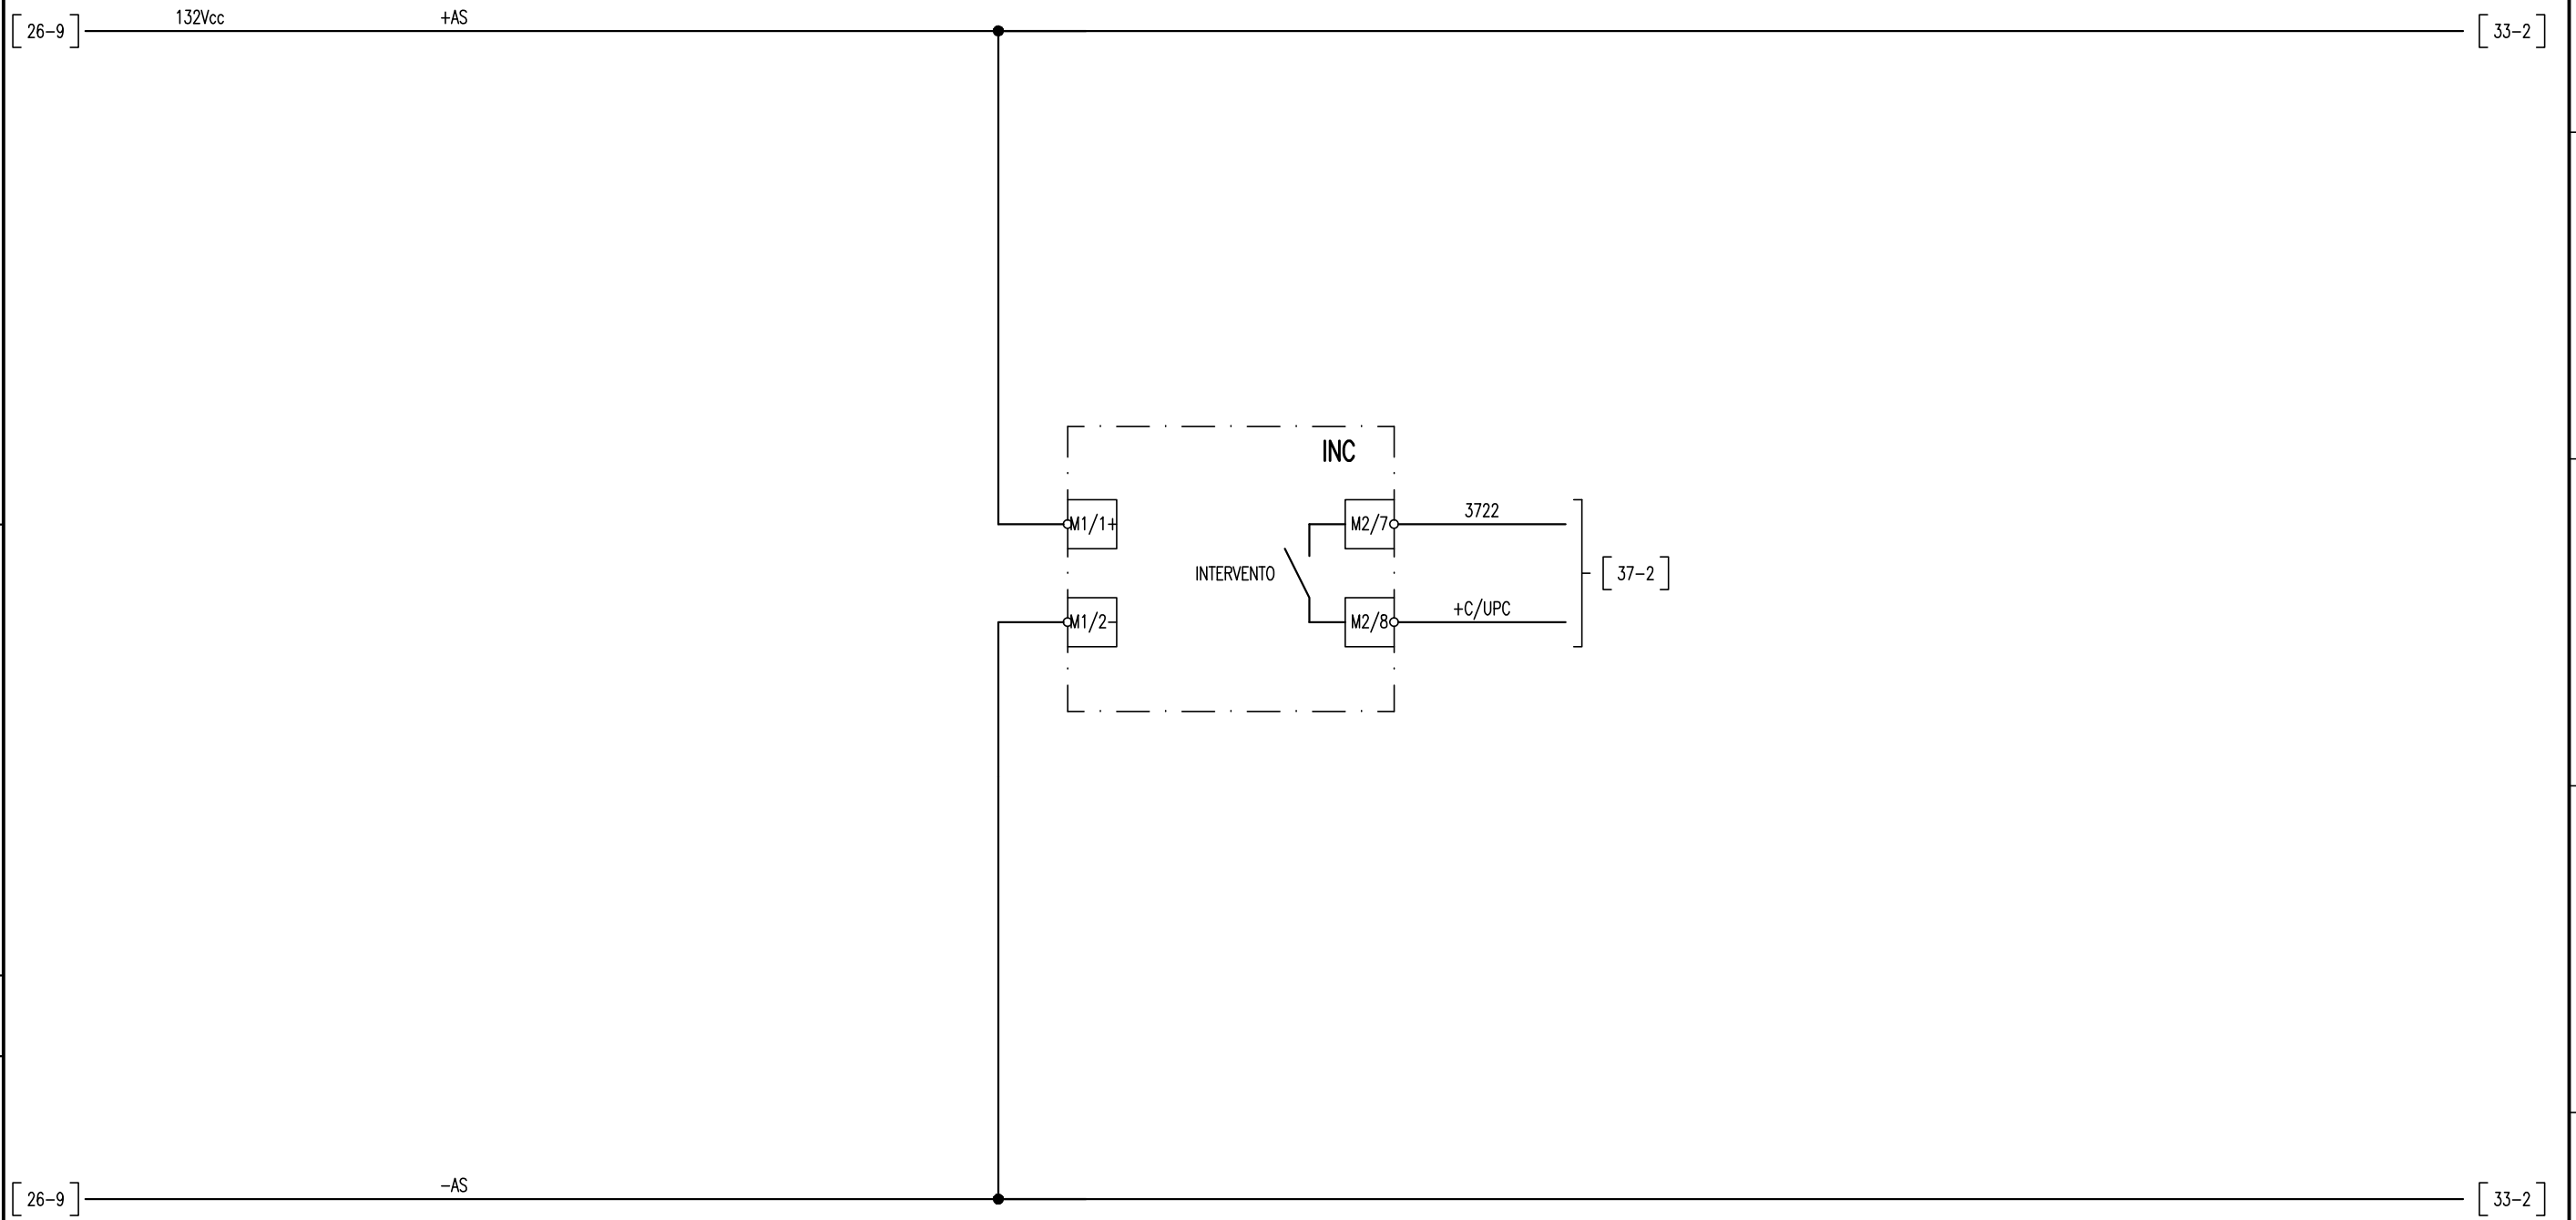 132Vcc
+AS
26-9
33-2
INC
M1/1+
M2/7
3722
INTERVENTO
37-2
M1/2-
M2/8
+C/UPC
-AS
26-9
33-2